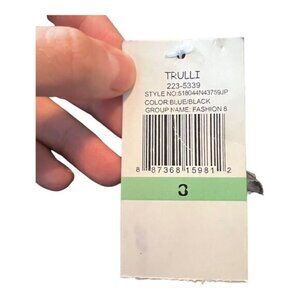 TRULLI
223-5339
STYLE NO:518044N43759JP
COLOR:BLUE/BLACK
GROUP NAME: FASHION 6
8 87368 15981 2
3